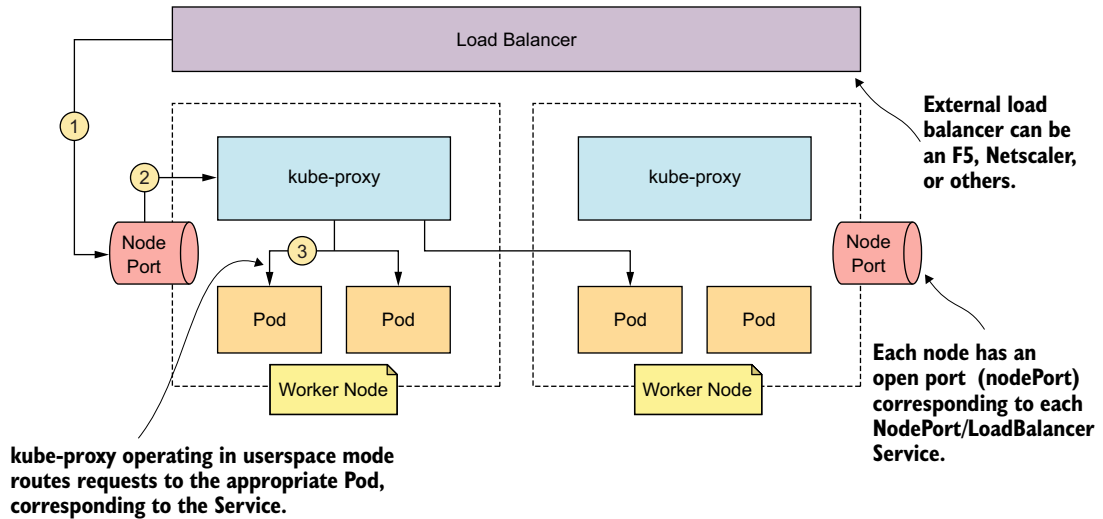 Load Balancer
1
External load
balancer can be
an F5, Netscaler,
or others.
2
kube-proxy
kube-proxy
Node
Port
3
Node
Port
Pod
Pod
Pod
Pod
Each node has an
open port (nodePort)
corresponding to each
NodePort/LoadBalancer
Service.
Worker Node
Worker Node
kube-proxy operating in userspace mode
routes requests to the appropriate Pod,
corresponding to the Service.